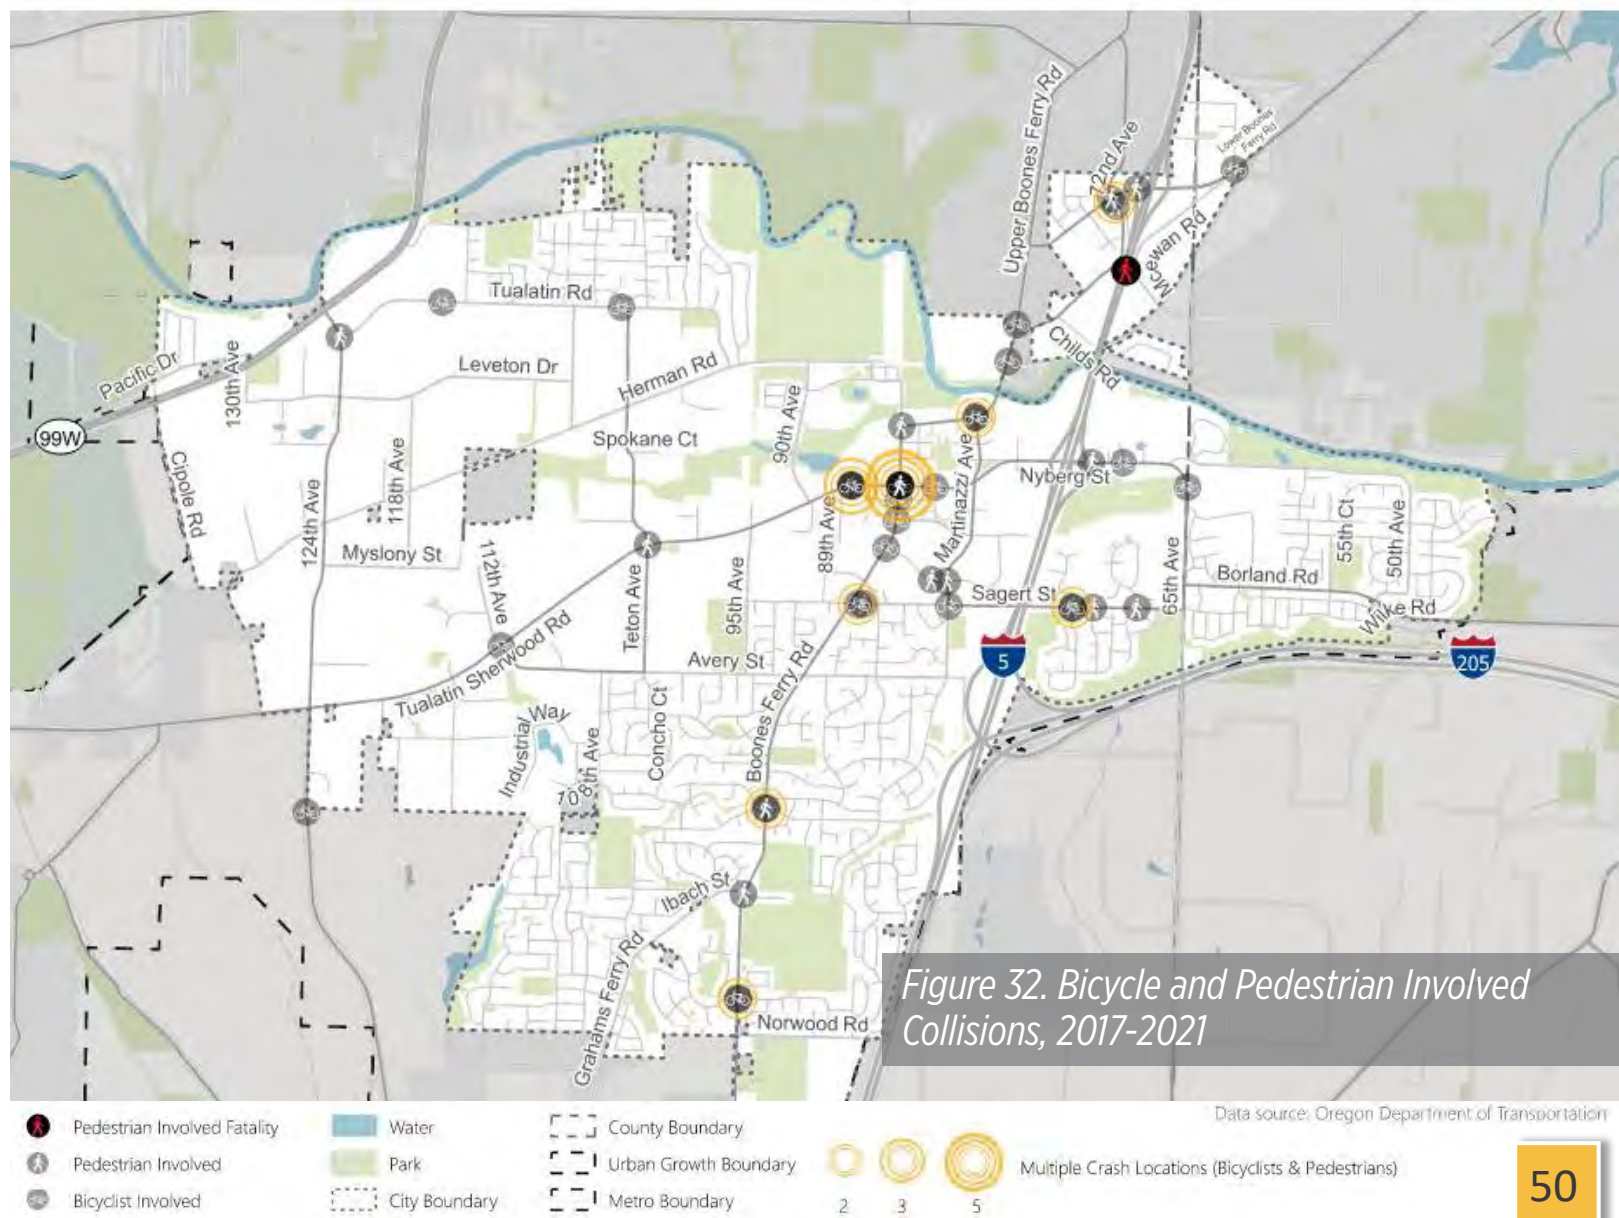 Upper Boones Ferry Rd
72nd Ave
Lower Boones
Ferry Rd
Mcewan Rd
Tualatin Rd
Pacific Dr
130th Ave
Leveton Dr
Herman Rd
Childs Rd
99W
Cipole Rd
118th Ave
Spokane Ct
90th Ave
Martinazzi Ave
Nyberg St
124th Ave
Myslony St
112th Ave
Teton Ave
95th Ave
89th Ave
Sagert St
65th Ave
Borland Rd
55th Ct
50th Ave
Wilke Rd
Tualatin Sherwood Rd
Avery St
5
205
Industrial Way
108th Ave
Concho Ct
Boones Ferry Rd
Ibach St
Grahams Ferry Rd
Norwood Rd
Figure 32. Bicycle and Pedestrian Involved
Collisions, 2017-2021
Data source: Oregon Department of Transportation
Pedestrian Involved Fatality
Pedestrian Involved
Bicyclist Involved
Water
Park
City Boundary
County Boundary
Urban Growth Boundary
Metro Boundary
2
3
5
Multiple Crash Locations (Bicyclists & Pedestrians)
50